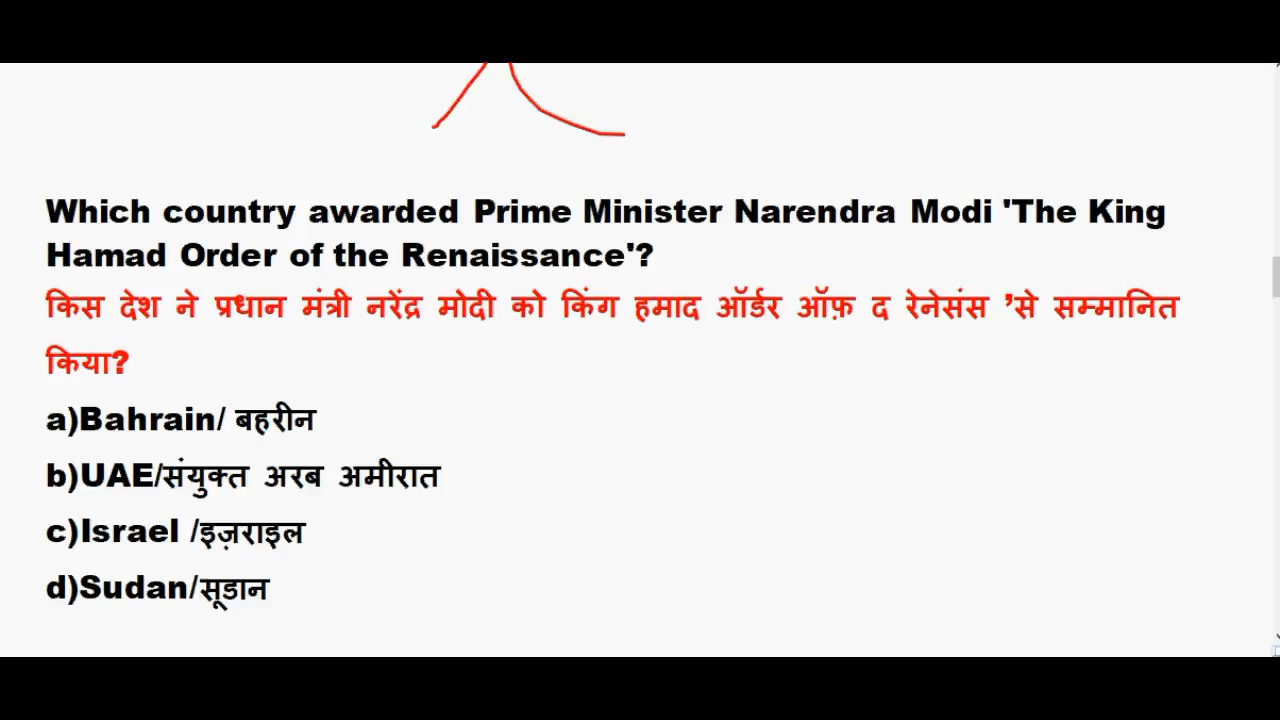 Which country awarded Prime Minister Narendra Modi 'The King
Hamad Order of the Renaissance'?
किस देश ने प्रधान मंत्री नरेंद्र मोदी को किंग हमाद ऑर्डर ऑफ़ द रेनेसंस ’से सम्मानित
किया?
a)Bahrain/ बहरीन
b)UAE/संयुक्त अरब अमीरात
c)Israel /इज़राइल
d)Sudan/सूडान